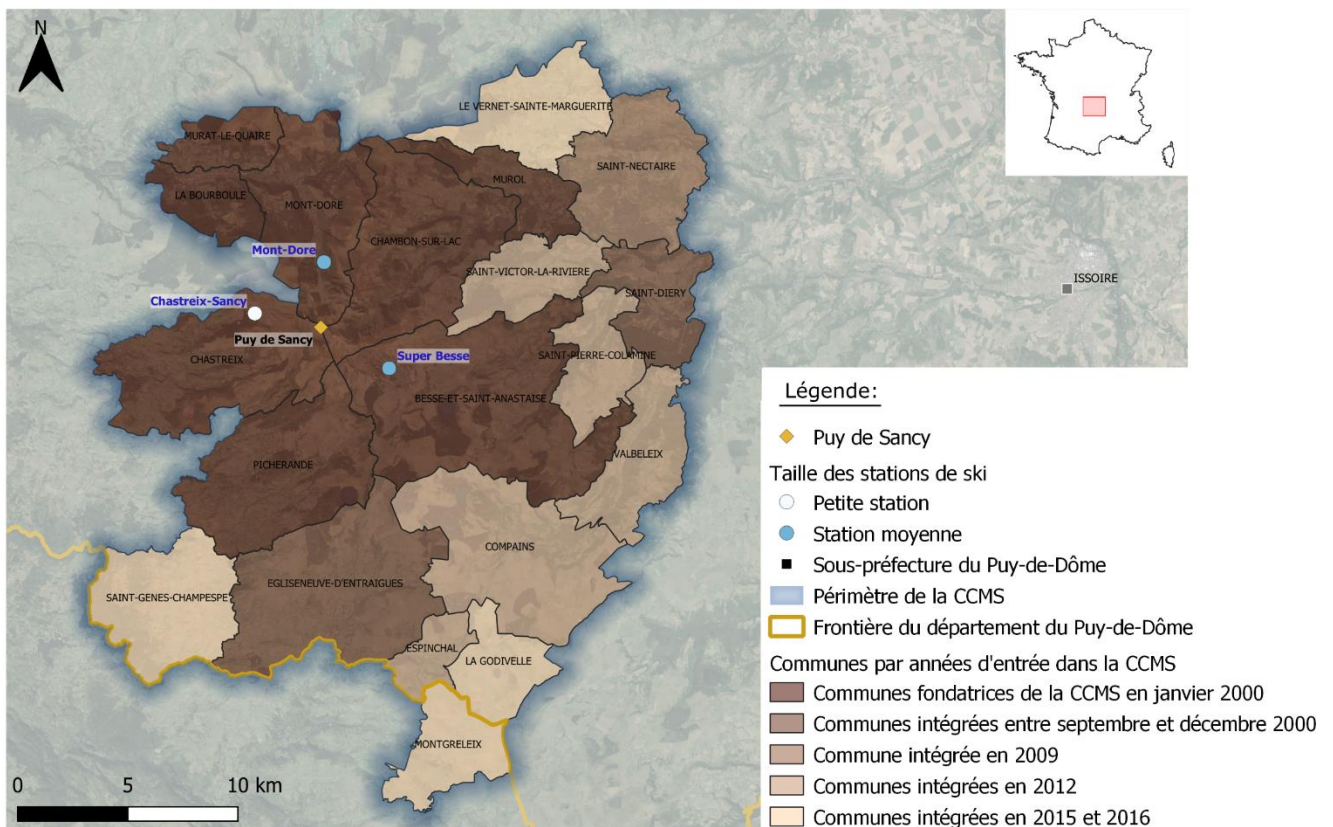 N
LE VERNET-SAINTE-MARGUERITE
MURAT-LE-QUAIRE
SAINT-NECTAIRE
MUROL
LA BOURBOULE
MONT-DORE
CHAMBON-SUR-LAC
Mont-Dore
SAINT-VICTOR-LA-RIVIERE
ISSOIRE
SAINT-DIERY
Chastreix-Sancy
Puy de Sancy
CHASTREIX
Super Besse
SAINT-PIERRE-COLAMINE
BESSE-ET-SAINT-ANASTAISE
VALBELEIX
PICHERANDE
COMPAINS
EGLISENEUVE-D'ENTRAIGUES
SAINT-GENES-CHAMPESPE
ESPINCHAL
LA GODIVELLE
MONTGRELEIX
0 5 10 km
Légende:
Puy de Sancy
Taille des stations de ski
Petite station
Station moyenne
Sous-préfecture du Puy-de-Dôme
Périmètre de la CCMS
Frontière du département du Puy-de-Dôme
Communes par années d'entrée dans la CCMS
Communes fondatrices de la CCMS en janvier 2000
Communes intégrées entre septembre et décembre 2000
Commune intégrée en 2009
Communes intégrées en 2012
Communes intégrées en 2015 et 2016